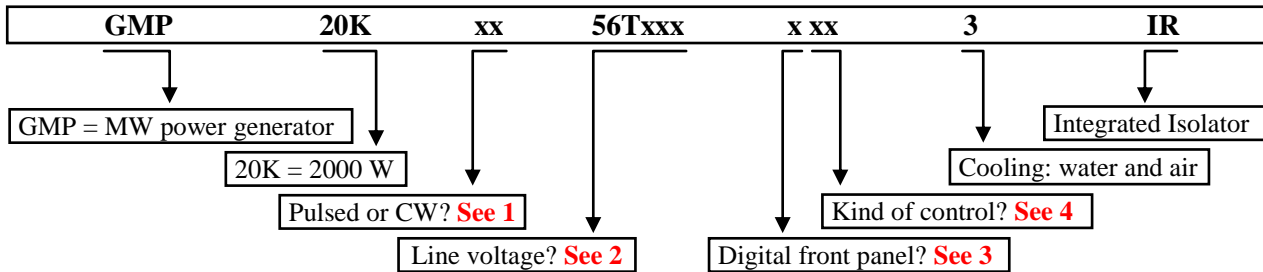 GMP 20K xx 56Txxx x xx 3 IR
GMP = MW power generator
Integrated Isolator
20K = 2000 W
Cooling: water and air
Pulsed or CW? See 1
Kind of control? See 4
Line voltage? See 2
Digital front panel? See 3